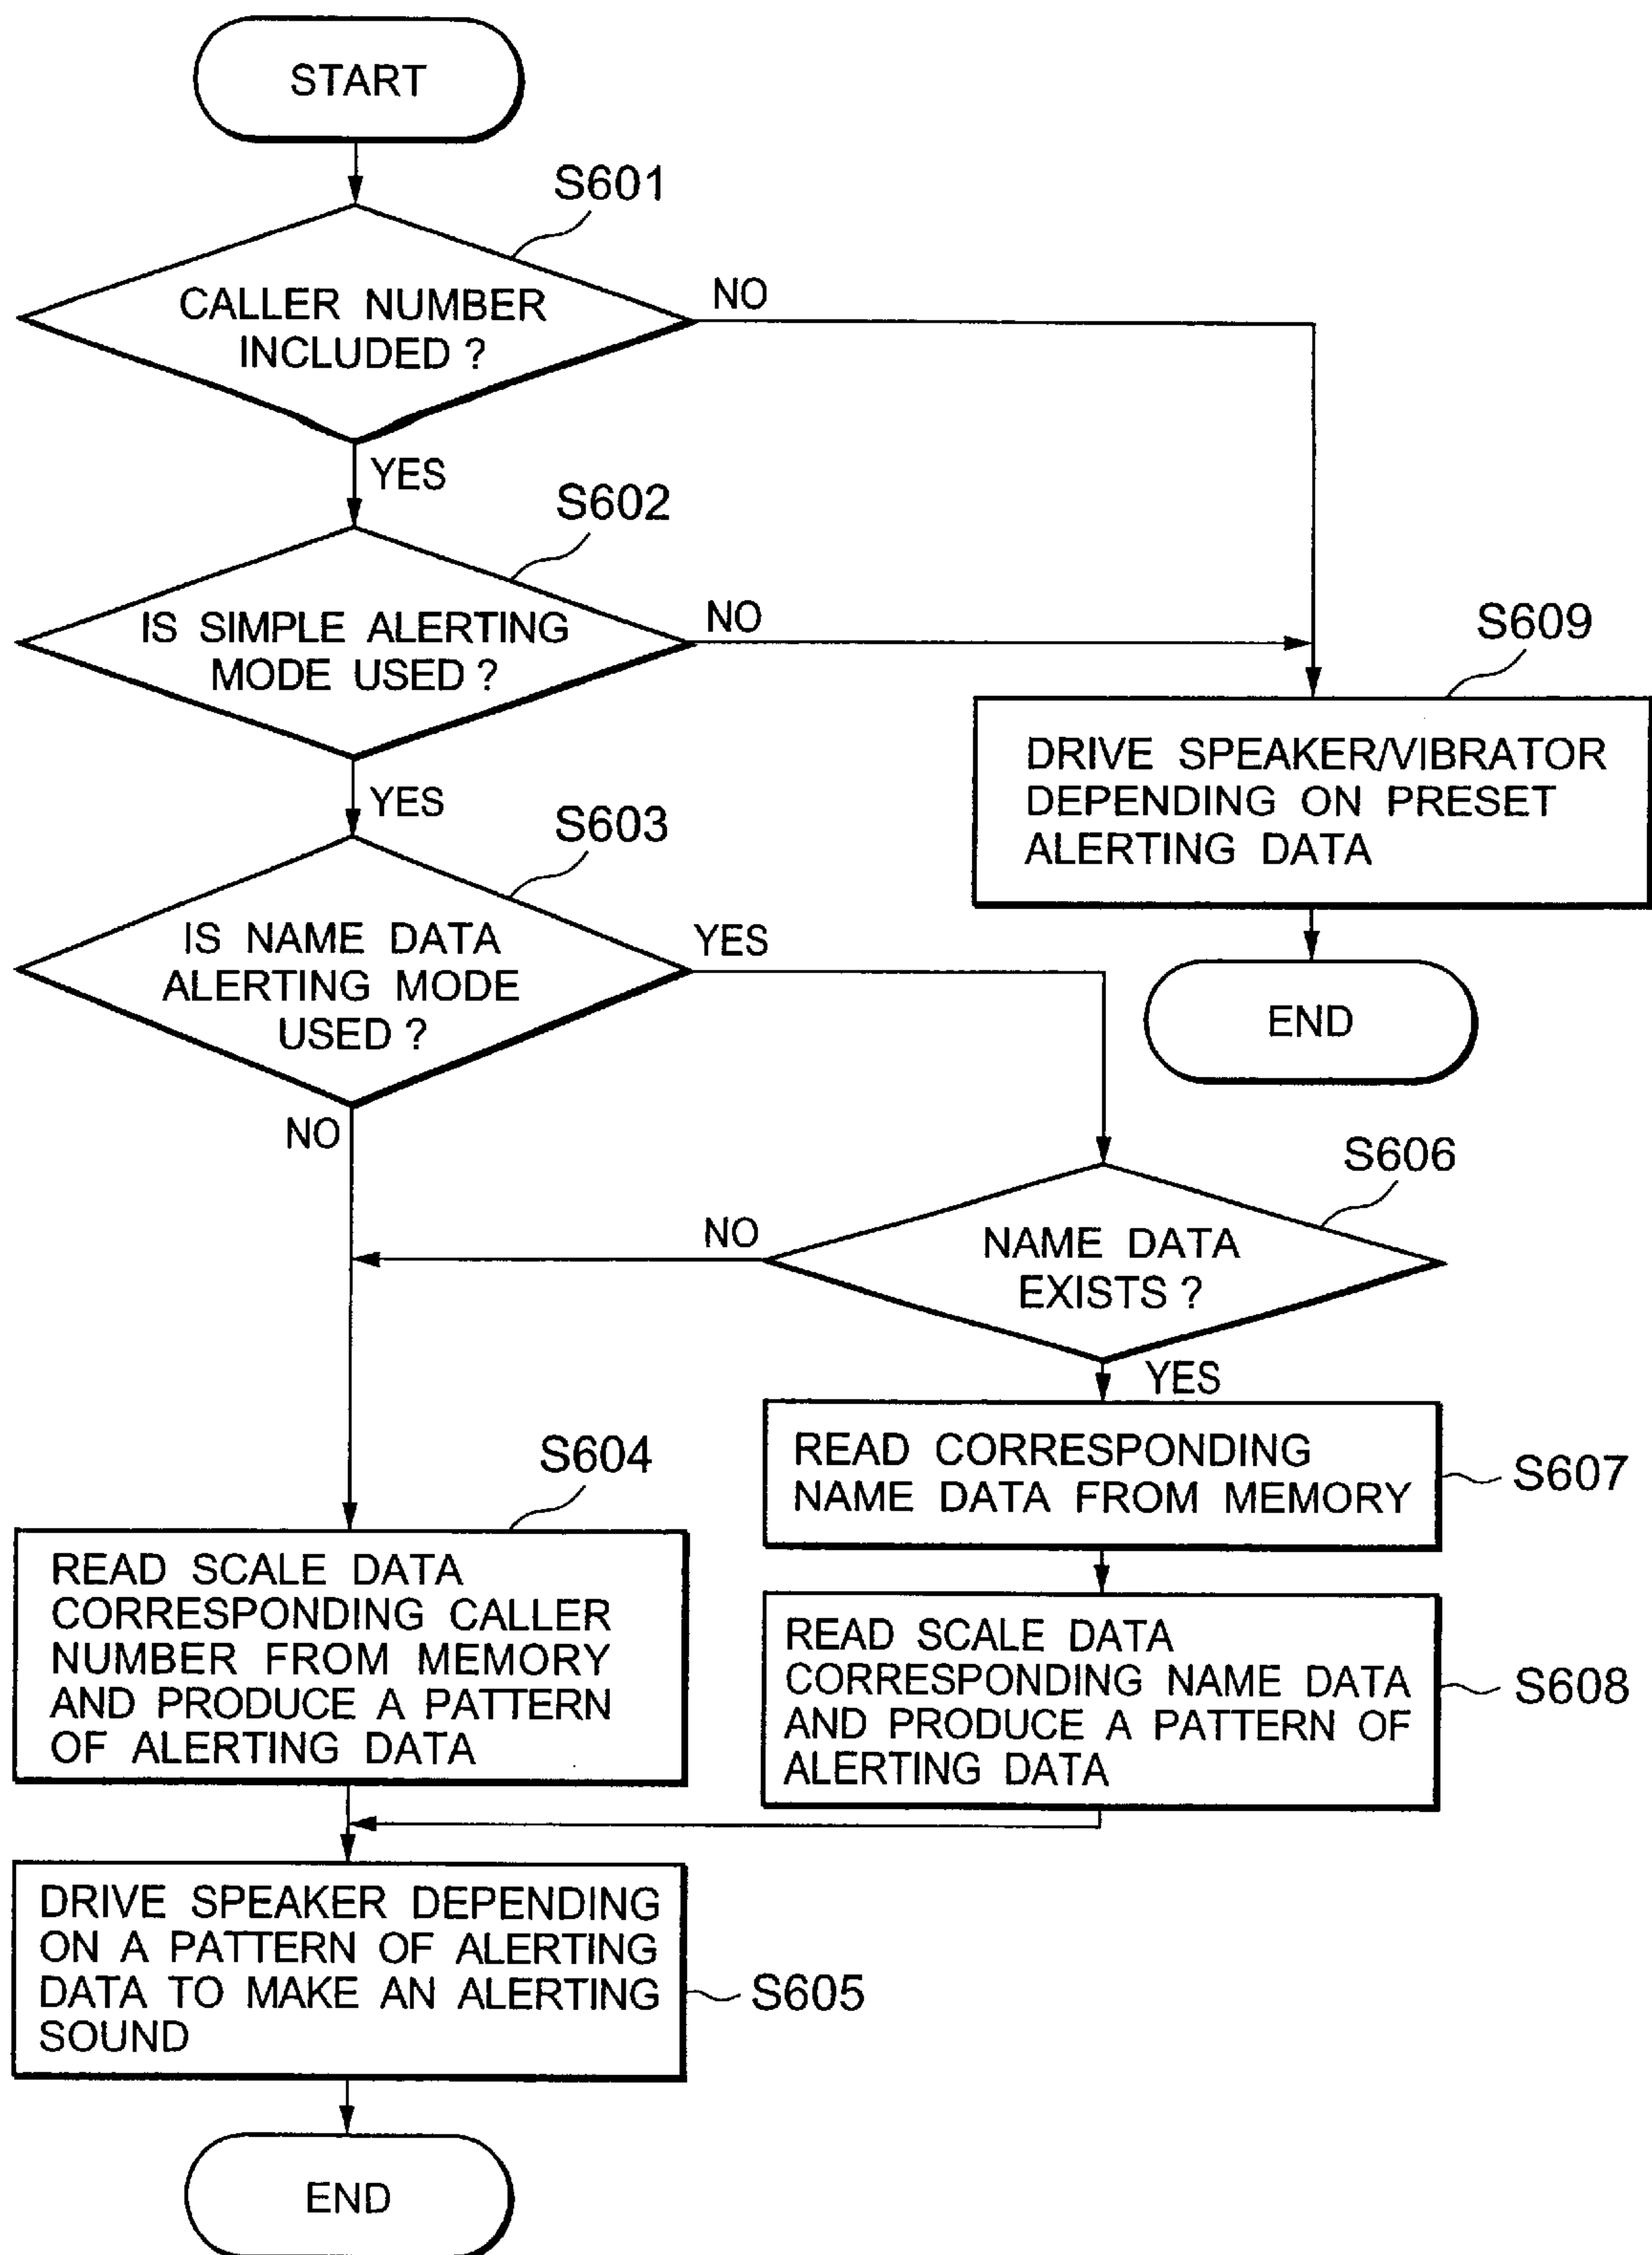 START
S601
CALLER NUMBER
INCLUDED ?
NO
YES
S602
IS SIMPLE ALERTING
MODE USED ?
NO
YES
S609
DRIVE SPEAKER/VIBRATOR
DEPENDING ON PRESET
ALERTING DATA
END
S603
IS NAME DATA
ALERTING MODE
USED ?
YES
NO
S606
NAME DATA
EXISTS ?
NO
YES
READ CORRESPONDING
NAME DATA FROM MEMORY
S607
S604
READ SCALE DATA
CORRESPONDING CALLER
NUMBER FROM MEMORY
AND PRODUCE A PATTERN
OF ALERTING DATA
READ SCALE DATA
CORRESPONDING NAME DATA
AND PRODUCE A PATTERN OF
ALERTING DATA
S608
DRIVE SPEAKER DEPENDING
ON A PATTERN OF ALERTING
DATA TO MAKE AN ALERTING
SOUND
S605
END